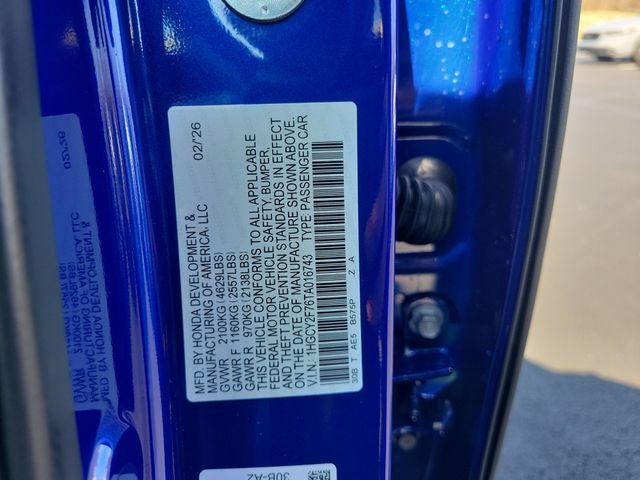 MFD. BY HONDA DEVELOPMENT & 02/'26
MANUFACTURING OF AMERICA, LLC
GVWR 2100KG(4629LBS)
GAWR F 1160KG(2557LBS)
GAWR R 970KG(2138LBS)
THIS VEHICLE CONFORMS TO ALL APPLICABLE
FEDERAL MOTOR VEHICLE SAFETY, BUMPER,
AND THEFT PREVENTION STANDARDS IN EFFECT
ON THE DATE OF MANUFACTURE SHOWN ABOVE.
V.I.N.: 1HGCY2F76TA016743 TYPE:PASSENGER CAR
30B T AE5 B575P Z A
30B-A2